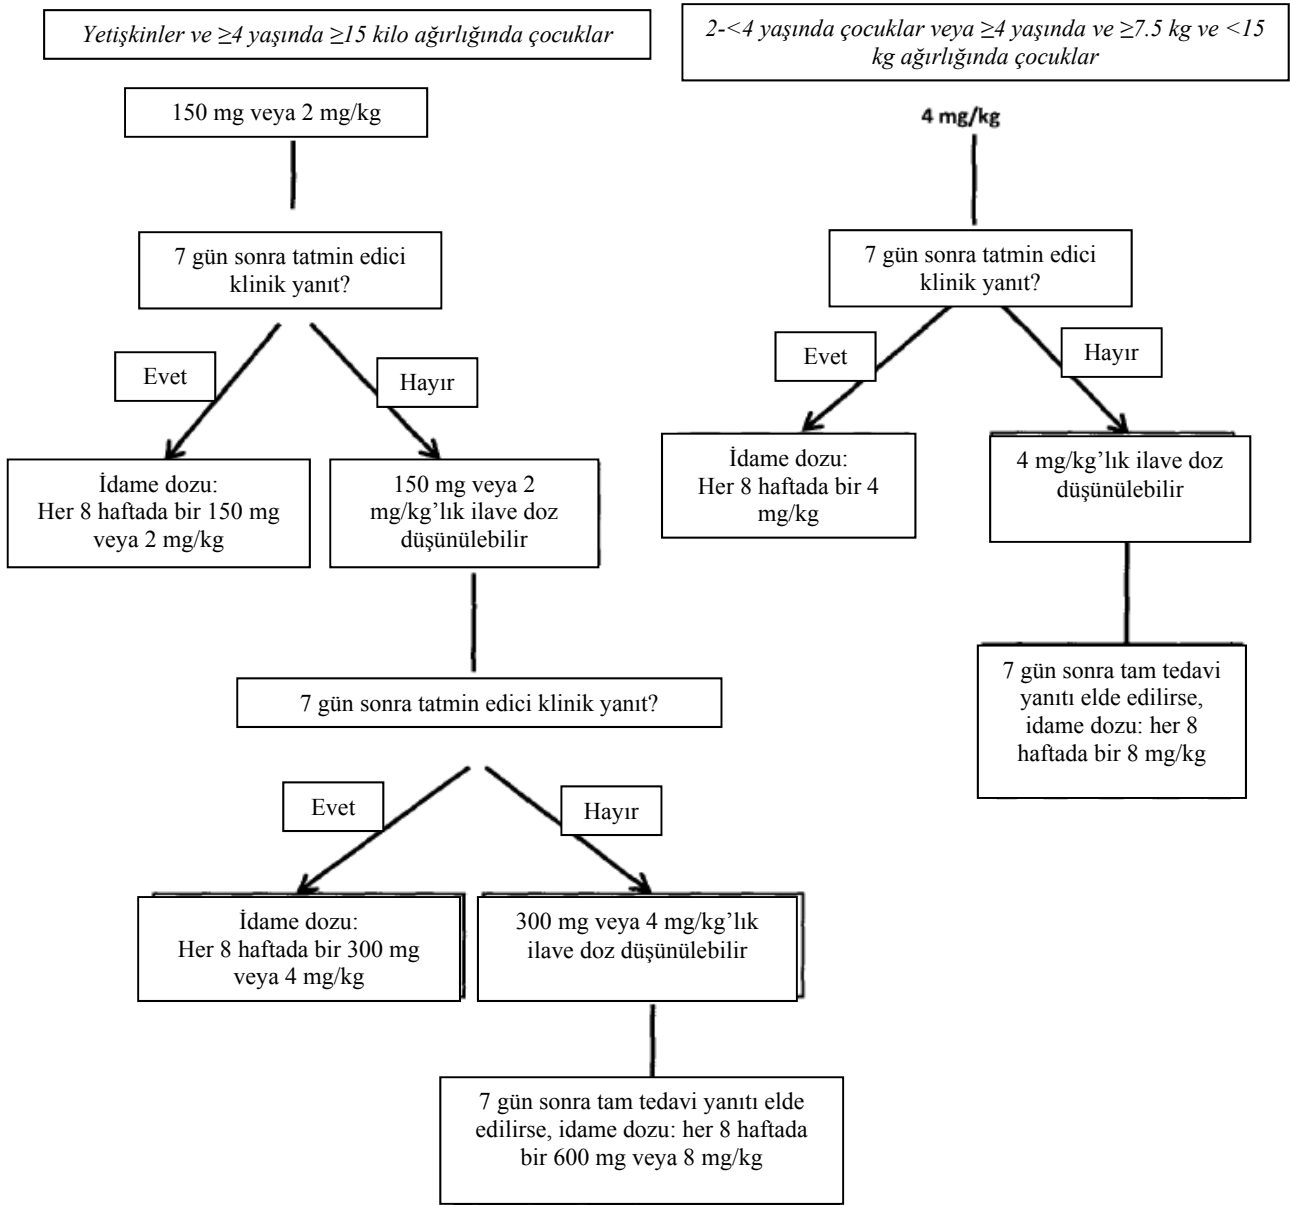 Yetişkinler ve ≥4 yaşında ≥15 kilo ağırlığında çocuklar
150 mg veya 2 mg/kg
7 gün sonra tatmin edici
klinik yanıt?
Evet
Hayır
İdame dozu:
Her 8 haftada bir 150 mg
veya 2 mg/kg
150 mg veya 2
mg/kg’lık ilave doz
düşünülebilir
7 gün sonra tatmin edici klinik yanıt?
Evet
Hayır
İdame dozu:
Her 8 haftada bir 300 mg
veya 4 mg/kg
300 mg veya 4 mg/kg’lık
ilave doz düşünülebilir
7 gün sonra tam tedavi yanıtı elde
edilirse, idame dozu: her 8 haftada
bir 600 mg veya 8 mg/kg
2-<4 yaşında çocuklar veya ≥4 yaşında ve ≥7.5 kg ve <15
kg ağırlığında çocuklar
4 mg/kg
7 gün sonra tatmin edici
klinik yanıt?
Evet
Hayır
İdame dozu:
Her 8 haftada bir 4
mg/kg
4 mg/kg’lık ilave doz
düşünülebilir
7 gün sonra tam tedavi
yanıtı elde edilirse,
idame dozu: her 8
haftada bir 8 mg/kg